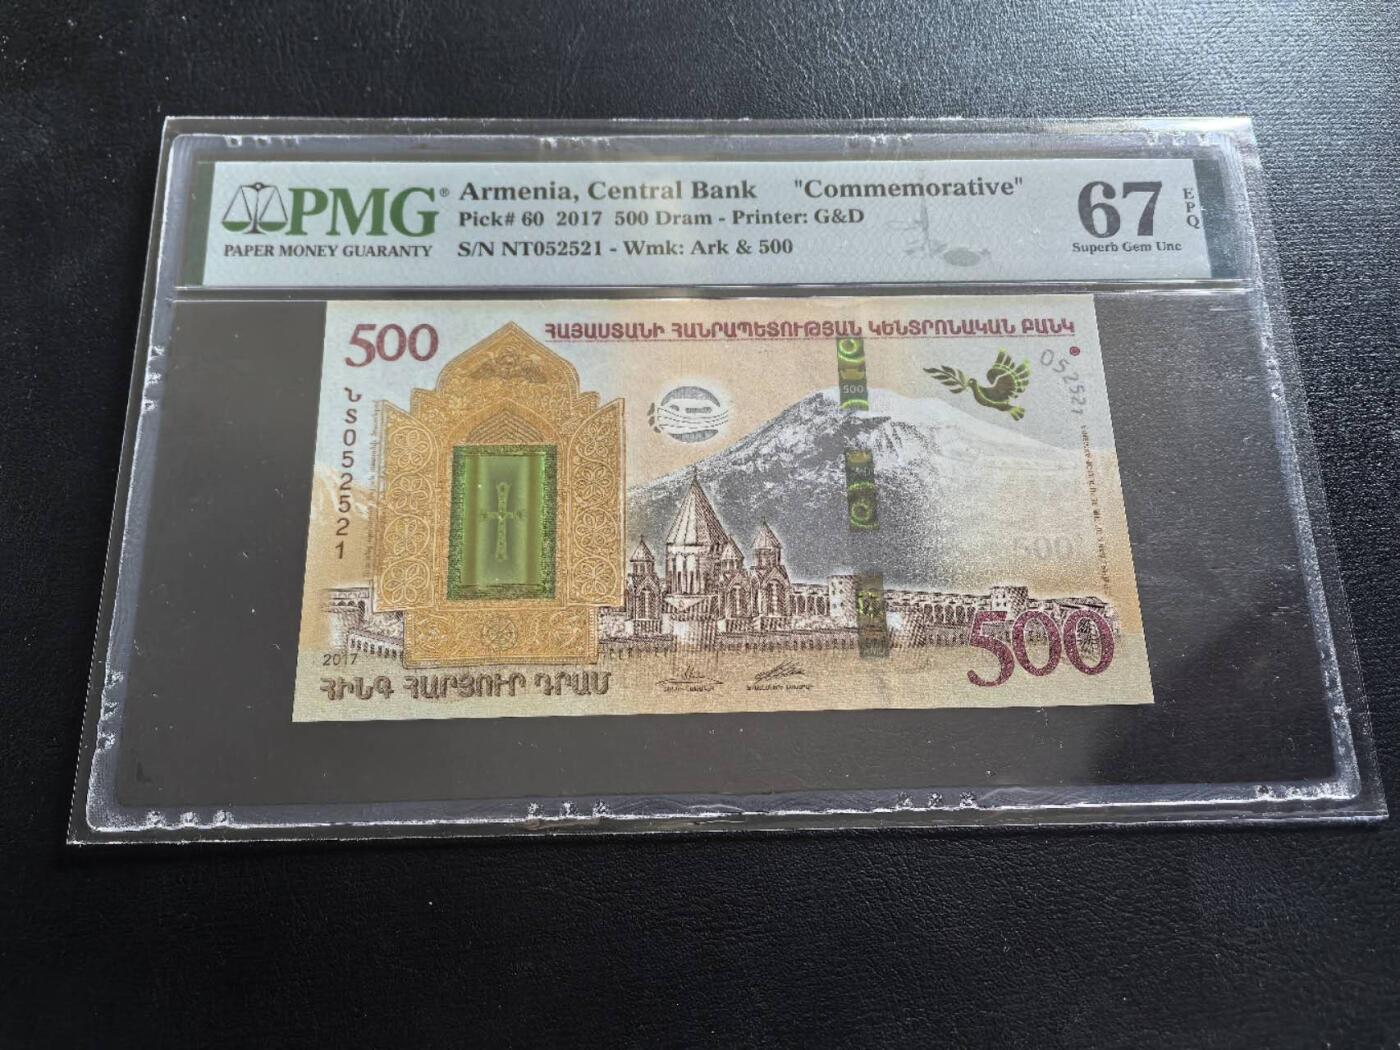 PMG® Armenia, Central Bank "Commemorative" 67 EPQ
Pick# 60 2017 500 Dram - Printer: G&D
PAPER MONEY GUARANTY S/N NT052521 - Wmk: Ark & 500 Superb Gem Unc
500 ՀԱՅԱՍՏԱՆԻ ՀԱՆՐԱՊԵՏՈՒԹՅԱՆ ԿԵՆՏՐՈՆԱԿԱՆ ԲԱՆԿ
052521
500
ՆՏ052521
500
500
2017
ՀԻՆԳ ՀԱՐՅՈՒՐ ԴՐԱՄ